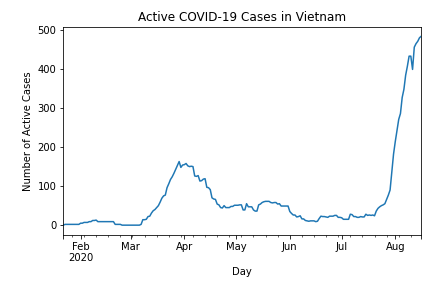 Active COVID-19 Cases in Vietnam
Number of Active Cases
500
400
300
200
100
0
Feb Mar Apr May Jun Jul Aug
2020
Day